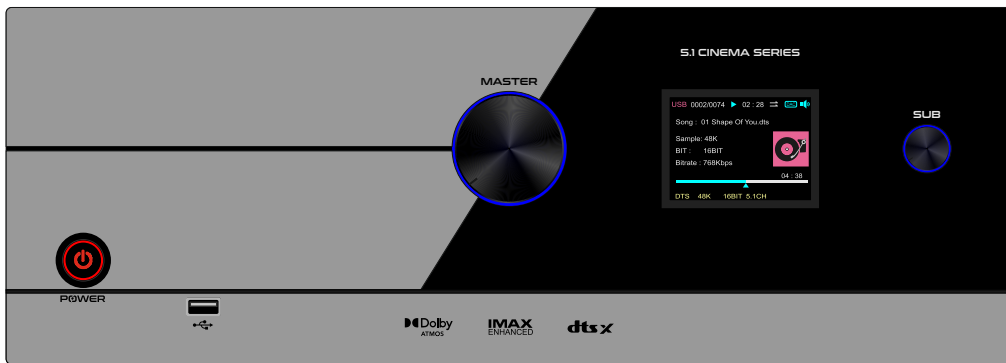 5.1 CINEMA SERIES
MASTER
SUB
USB 0002/0074 02 : 28
Song : 01 Shape Of You.dts
Sample: 48K
BIT : 16BIT
Bitrate : 768Kbps
04 : 38
DTS 48K 16BIT 5.1CH
POWER
Dolby
ATMOS
IMAX
ENHANCED
dts x